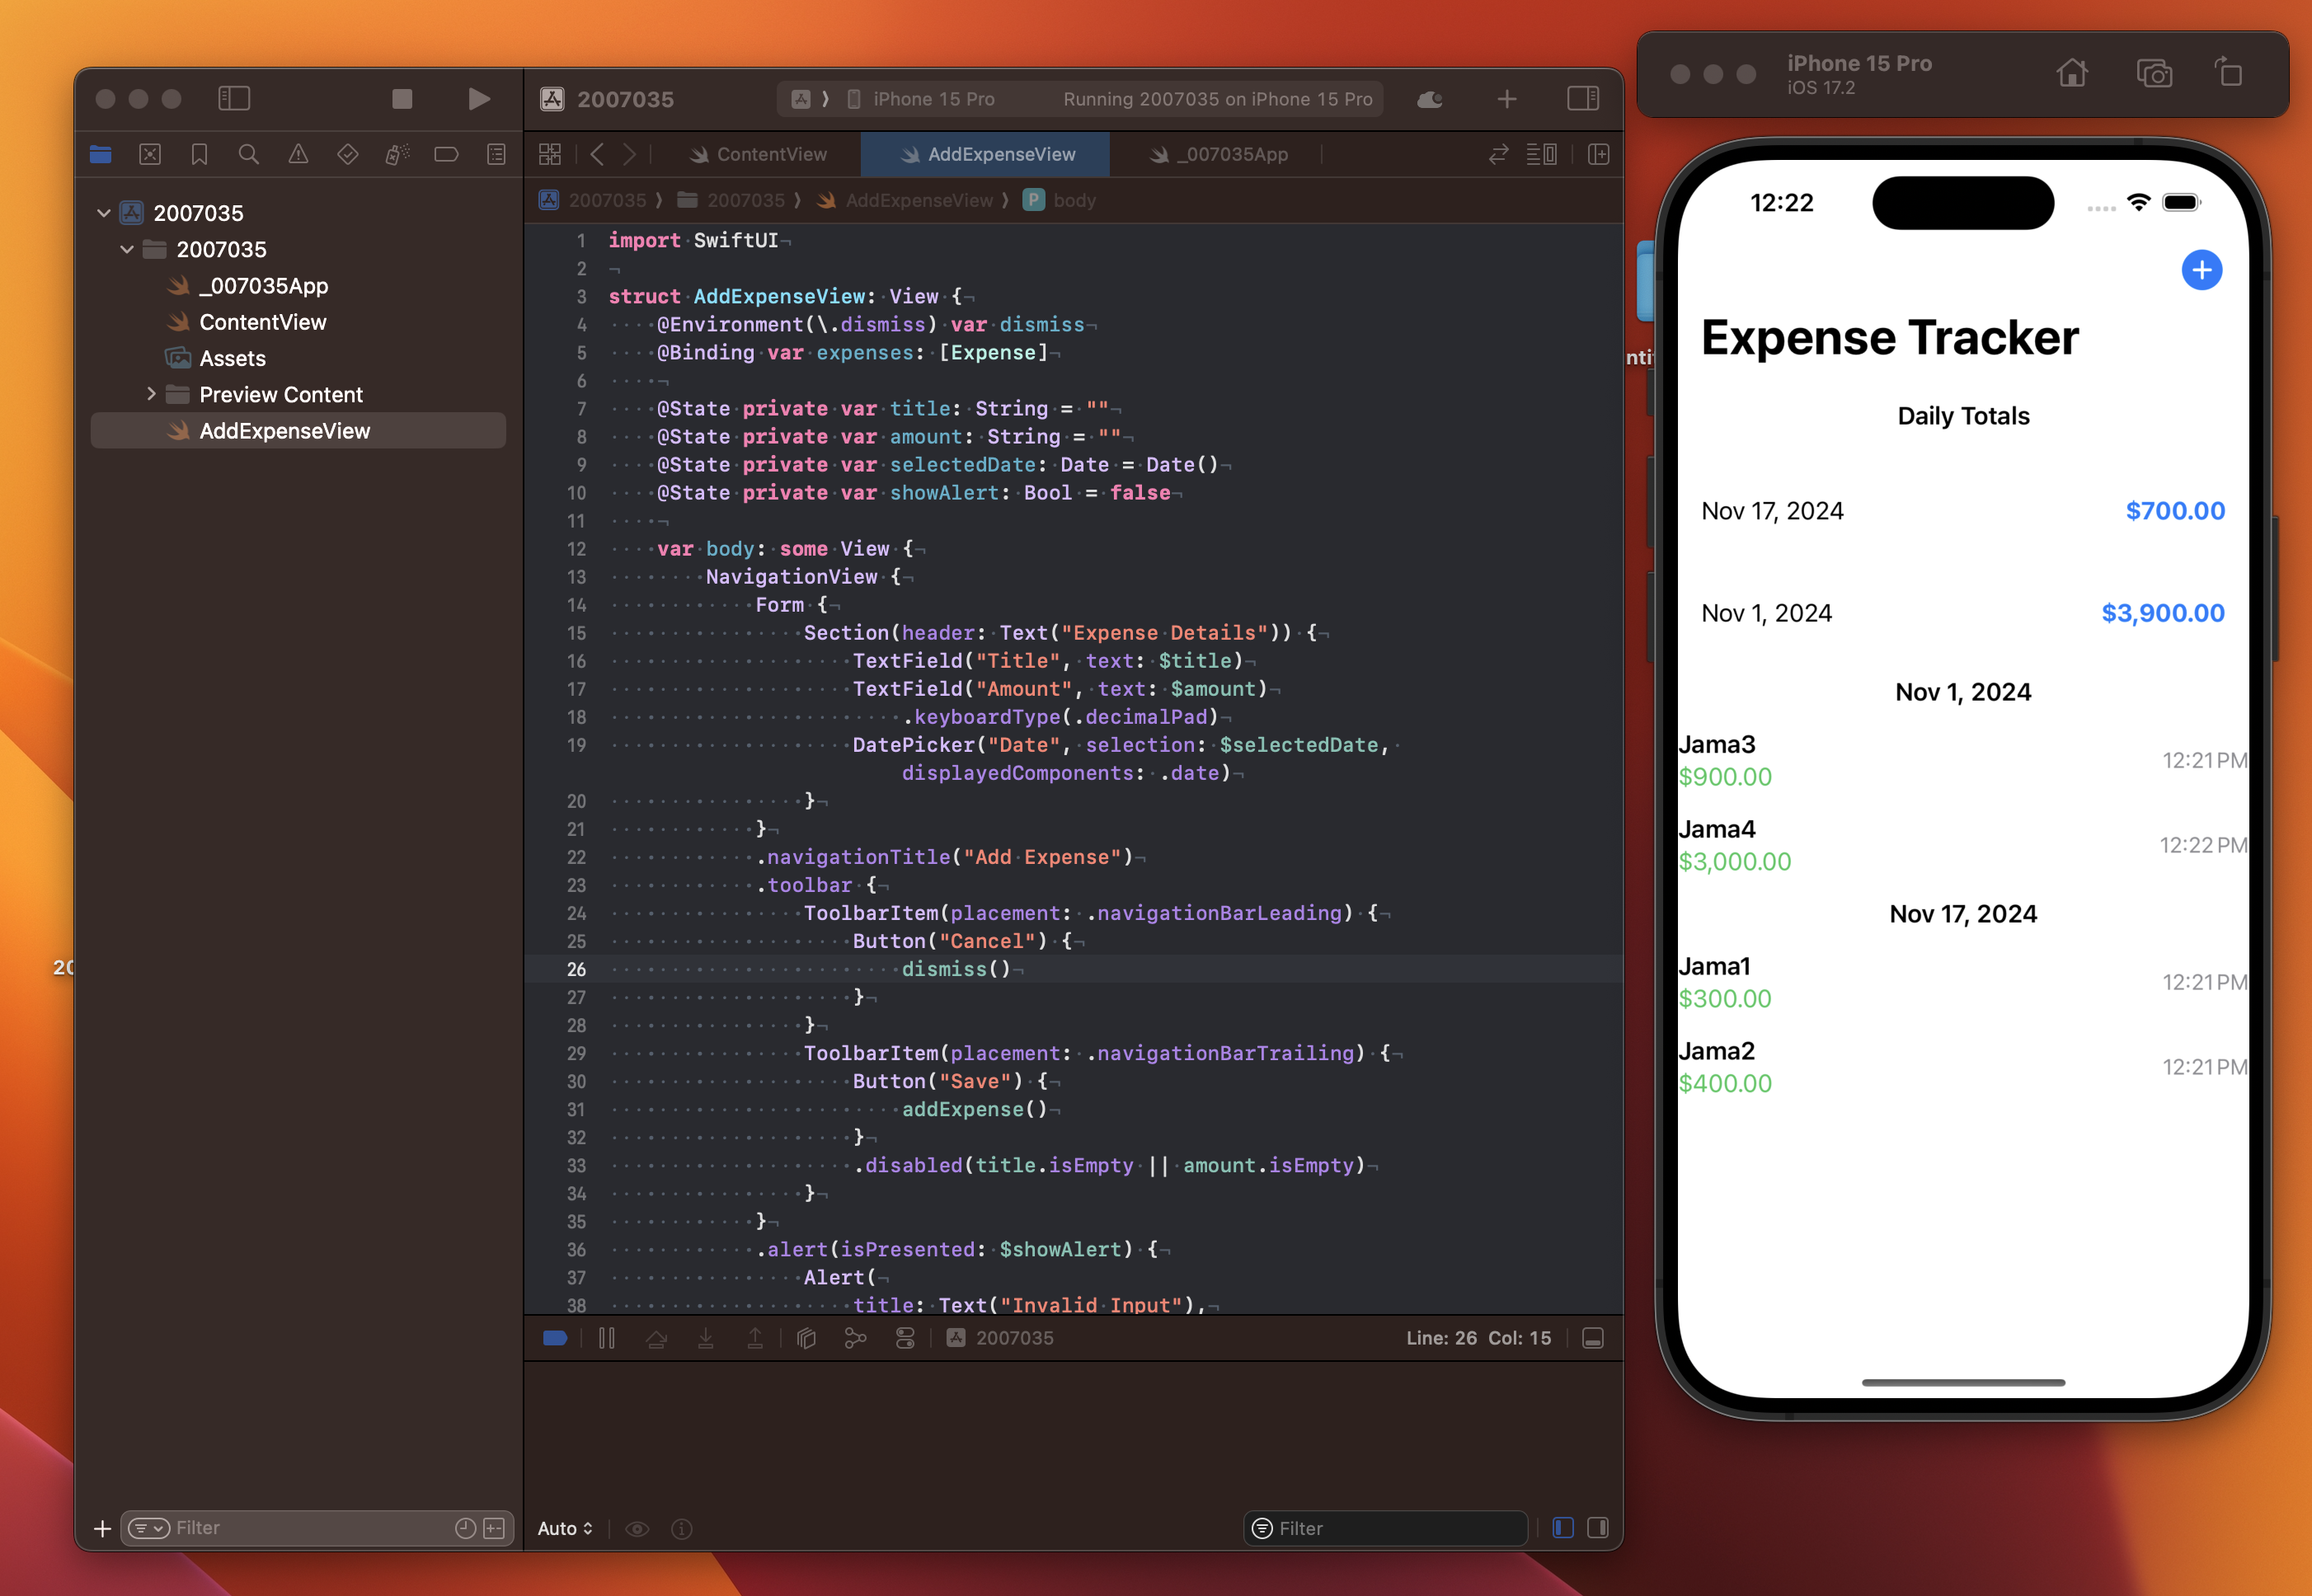 2007035
iPhone 15 Pro
Running 2007035 on iPhone 15 Pro
ContentView
AddExpenseView
_007035App
2007035
2007035
AddExpenseView
P
body
2007035
2007035
_007035App
ContentView
Assets
Preview Content
AddExpenseView
20
Filter
1 import SwiftUI
2
3 struct AddExpenseView: View {
4 @Environment(\.dismiss) var dismiss
5 @Binding var expenses: [Expense]
6
7 @State private var title: String = ""
8 @State private var amount: String = ""
9 @State private var selectedDate: Date = Date()
10 @State private var showAlert: Bool = false
11
12 var body: some View {
13 NavigationView {
14 Form {
15 Section(header: Text("Expense Details")) {
16 TextField("Title", text: $title)
17 TextField("Amount", text: $amount)
18 .keyboardType(.decimalPad)
19 DatePicker("Date", selection: $selectedDate,
displayedComponents: .date)
20 }
21 }
22 .navigationTitle("Add Expense")
23 .toolbar {
24 ToolbarItem(placement: .navigationBarLeading) {
25 Button("Cancel") {
26 dismiss()
27 }
28 }
29 ToolbarItem(placement: .navigationBarTrailing) {
30 Button("Save") {
31 addExpense()
32 }
33 .disabled(title.isEmpty || amount.isEmpty)
34 }
35 }
36 .alert(isPresented: $showAlert) {
37 Alert(
38 title: Text("Invalid Input"),
2007035
Line: 26 Col: 15
Auto
Filter
iPhone 15 Pro
iOS 17.2
nti
12:22
Expense Tracker
Daily Totals
Nov 17, 2024 $700.00
Nov 1, 2024 $3,900.00
Nov 1, 2024
Jama3
$900.00
12:21 PM
Jama4
$3,000.00
12:22 PM
Nov 17, 2024
Jama1
$300.00
12:21 PM
Jama2
$400.00
12:21 PM